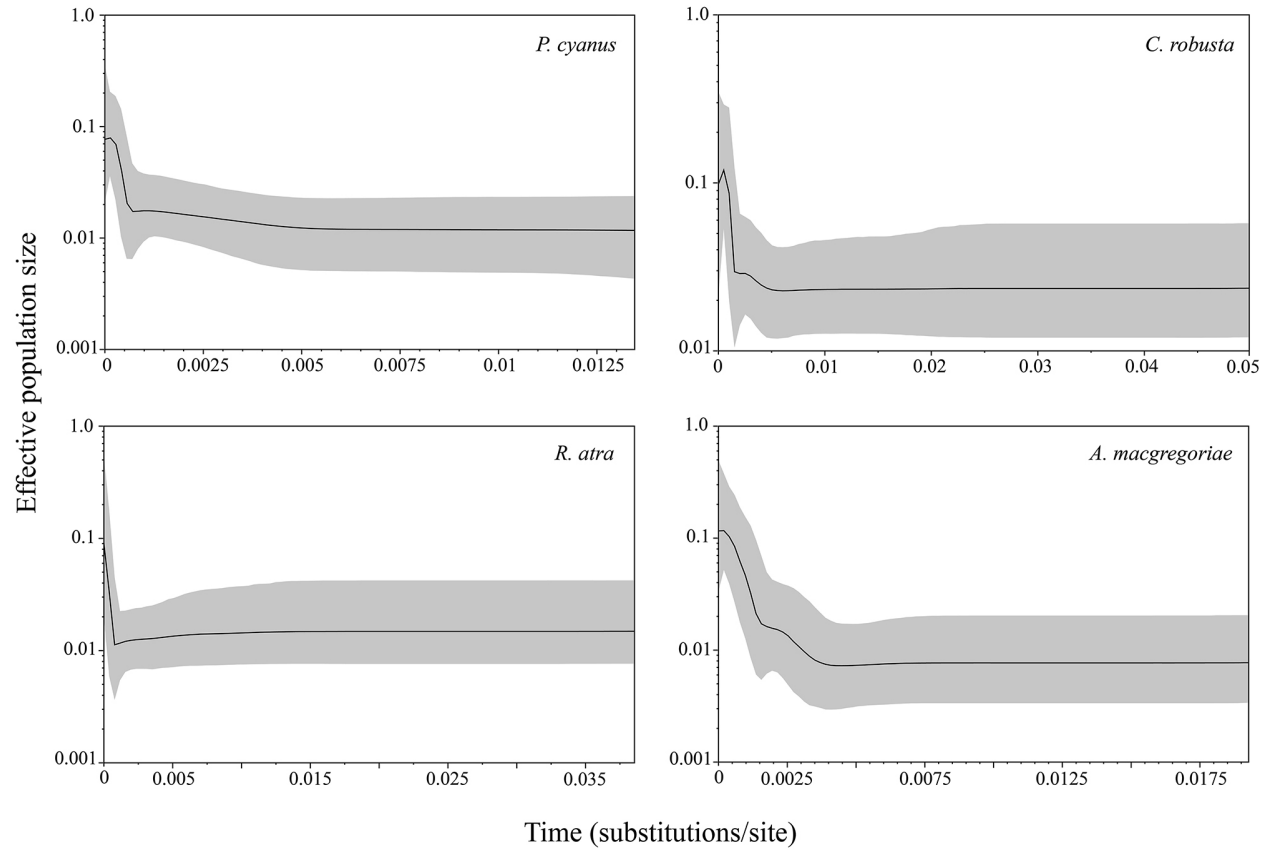 Effective population size
P. cyanus
1.0
0.1
0.01
0.001
0 0.0025 0.005 0.0075 0.01 0.0125
C. robusta
1.0
0.1
0.01
0 0.01 0.02 0.03 0.04 0.05
R. atra
1.0
0.1
0.01
0.001
0 0.005 0.015 0.025 0.035
A. macgregoriae
1.0
0.1
0.01
0.001
0 0.0025 0.0075 0.0125 0.0175
Time (substitutions/site)